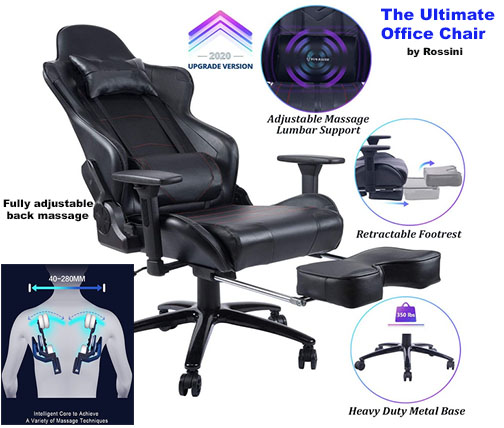 The Ultimate
Office Chair
by Rossini
2020
UPGRADE VERSION
Adjustable Massage
Lumbar Support
Fully adjustable
back massage
Retractable Footrest
40-280MM
350 lbs
Intelligent Core to Achieve
A Variety of Massage Techniques
Heavy Duty Metal Base